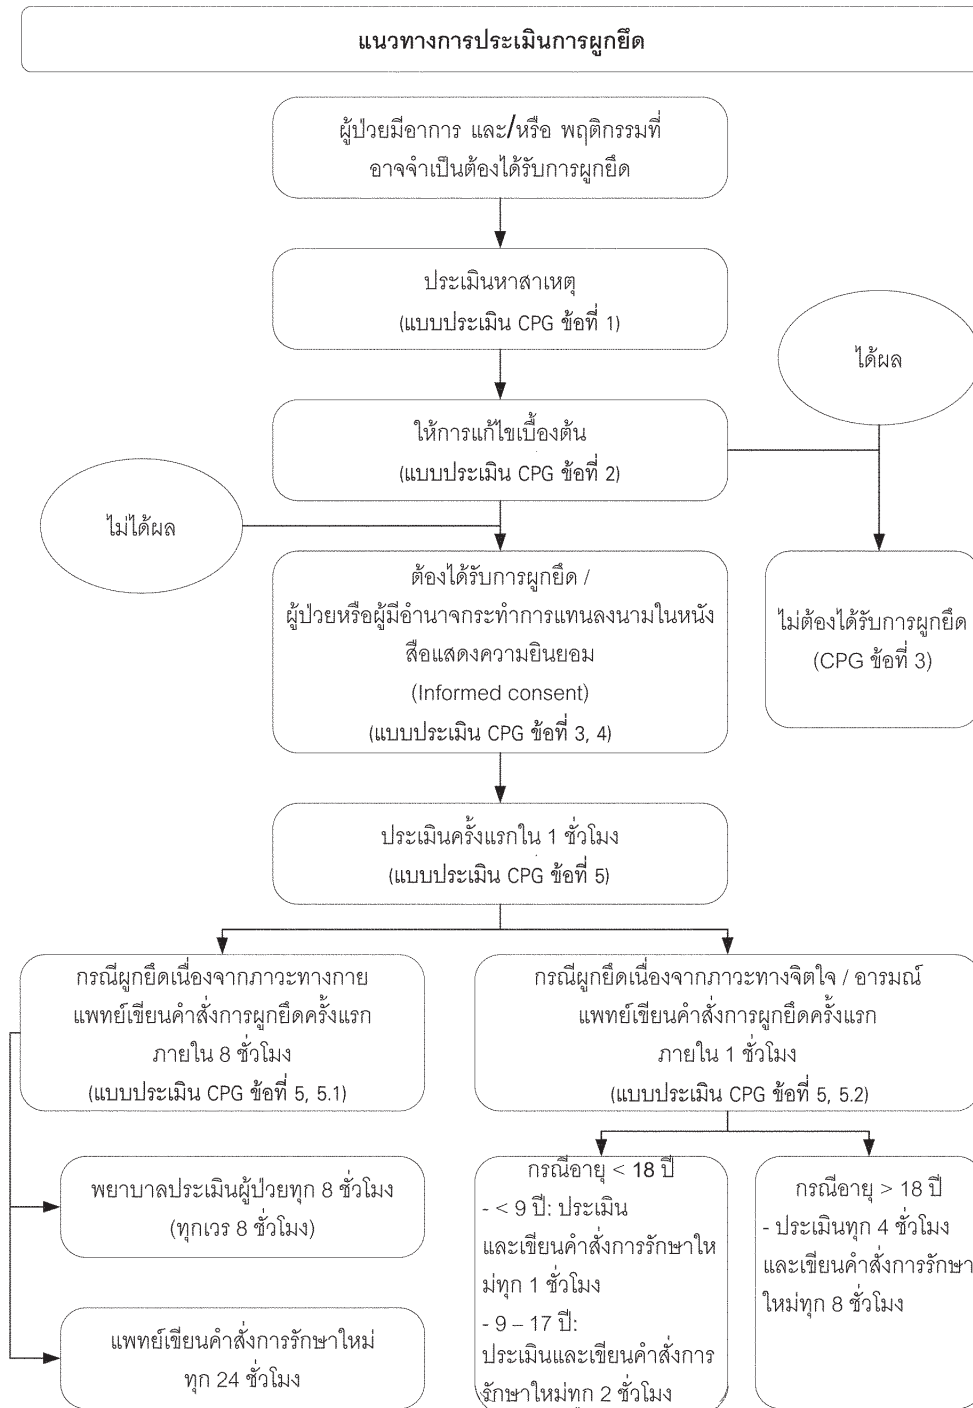 แนวทางการประเมินการผูกยึด
ผู้ป่วยมีอาการ และ/หรือ พฤติกรรมที่
อาจจำเป็นต้องได้รับการผูกยึด
ประเมินหาสาเหตุ
(แบบประเมิน CPG ข้อที่ 1)
ได้ผล
ให้การแก้ไขเบื้องต้น
(แบบประเมิน CPG ข้อที่ 2)
ไม่ได้ผล
ต้องได้รับการผูกยึด /
ผู้ป่วยหรือผู้มีอำนาจกระทำการแทนลงนามในหนัง
สือแสดงความยินยอม
(Informed consent)
(แบบประเมิน CPG ข้อที่ 3, 4)
ไม่ต้องได้รับการผูกยึด
(CPG ข้อที่ 3)
ประเมินครั้งแรกใน 1 ชั่วโมง
(แบบประเมิน CPG ข้อที่ 5)
กรณีผูกยึดเนื่องจากภาวะทางกาย
แพทย์เขียนคำสั่งการผูกยึดครั้งแรก
ภายใน 8 ชั่วโมง
(แบบประเมิน CPG ข้อที่ 5, 5.1)
กรณีผูกยึดเนื่องจากภาวะทางจิตใจ / อารมณ์
แพทย์เขียนคำสั่งการผูกยึดครั้งแรก
ภายใน 1 ชั่วโมง
(แบบประเมิน CPG ข้อที่ 5, 5.2)
พยาบาลประเมินผู้ป่วยทุก 8 ชั่วโมง
(ทุกเวร 8 ชั่วโมง)
แพทย์เขียนคำสั่งการรักษาใหม่
ทุก 24 ชั่วโมง
กรณีอายุ < 18 ปี
- < 9 ปี: ประเมิน
และเขียนคำสั่งการรักษาให
ม่ทุก 1 ชั่วโมง
- 9 – 17 ปี:
ประเมินและเขียนคำสั่งการ
รักษาใหม่ทุก 2 ชั่วโมง
กรณีอายุ > 18 ปี
- ประเมินทุก 4 ชั่วโมง
และเขียนคำสั่งการรักษา
ใหม่ทุก 8 ชั่วโมง